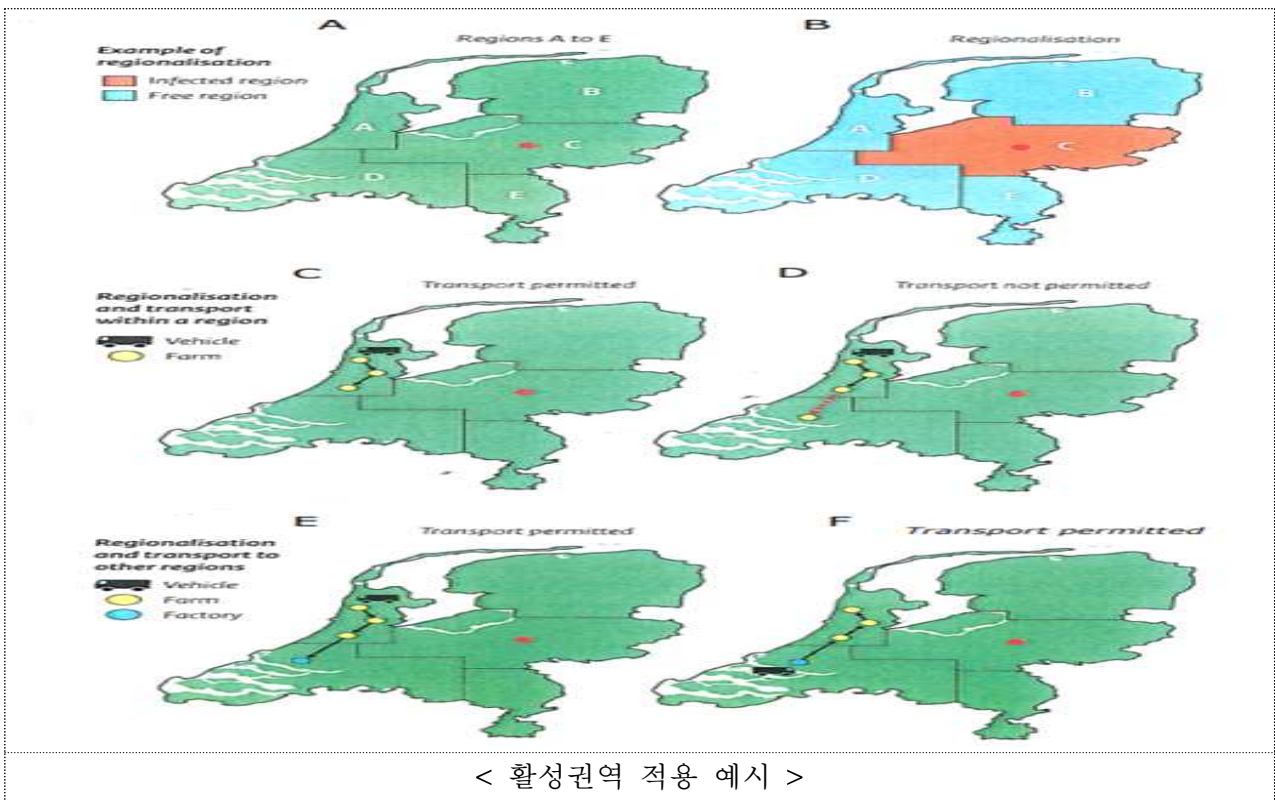 A
Regions A to E
B
Regionalisation
Example of
regionalisation
Infected region
Free region
A
B
C
D
E
A
B
C
D
E
C
Transport permitted
D
Transport not permitted
Regionalisation
and transport
within a region
Vehicle
Farm
E
Transport permitted
F
Transport permitted
Regionalisation
and transport to
other regions
Vehicle
Farm
Factory
< 활성권역 적용 예시 >